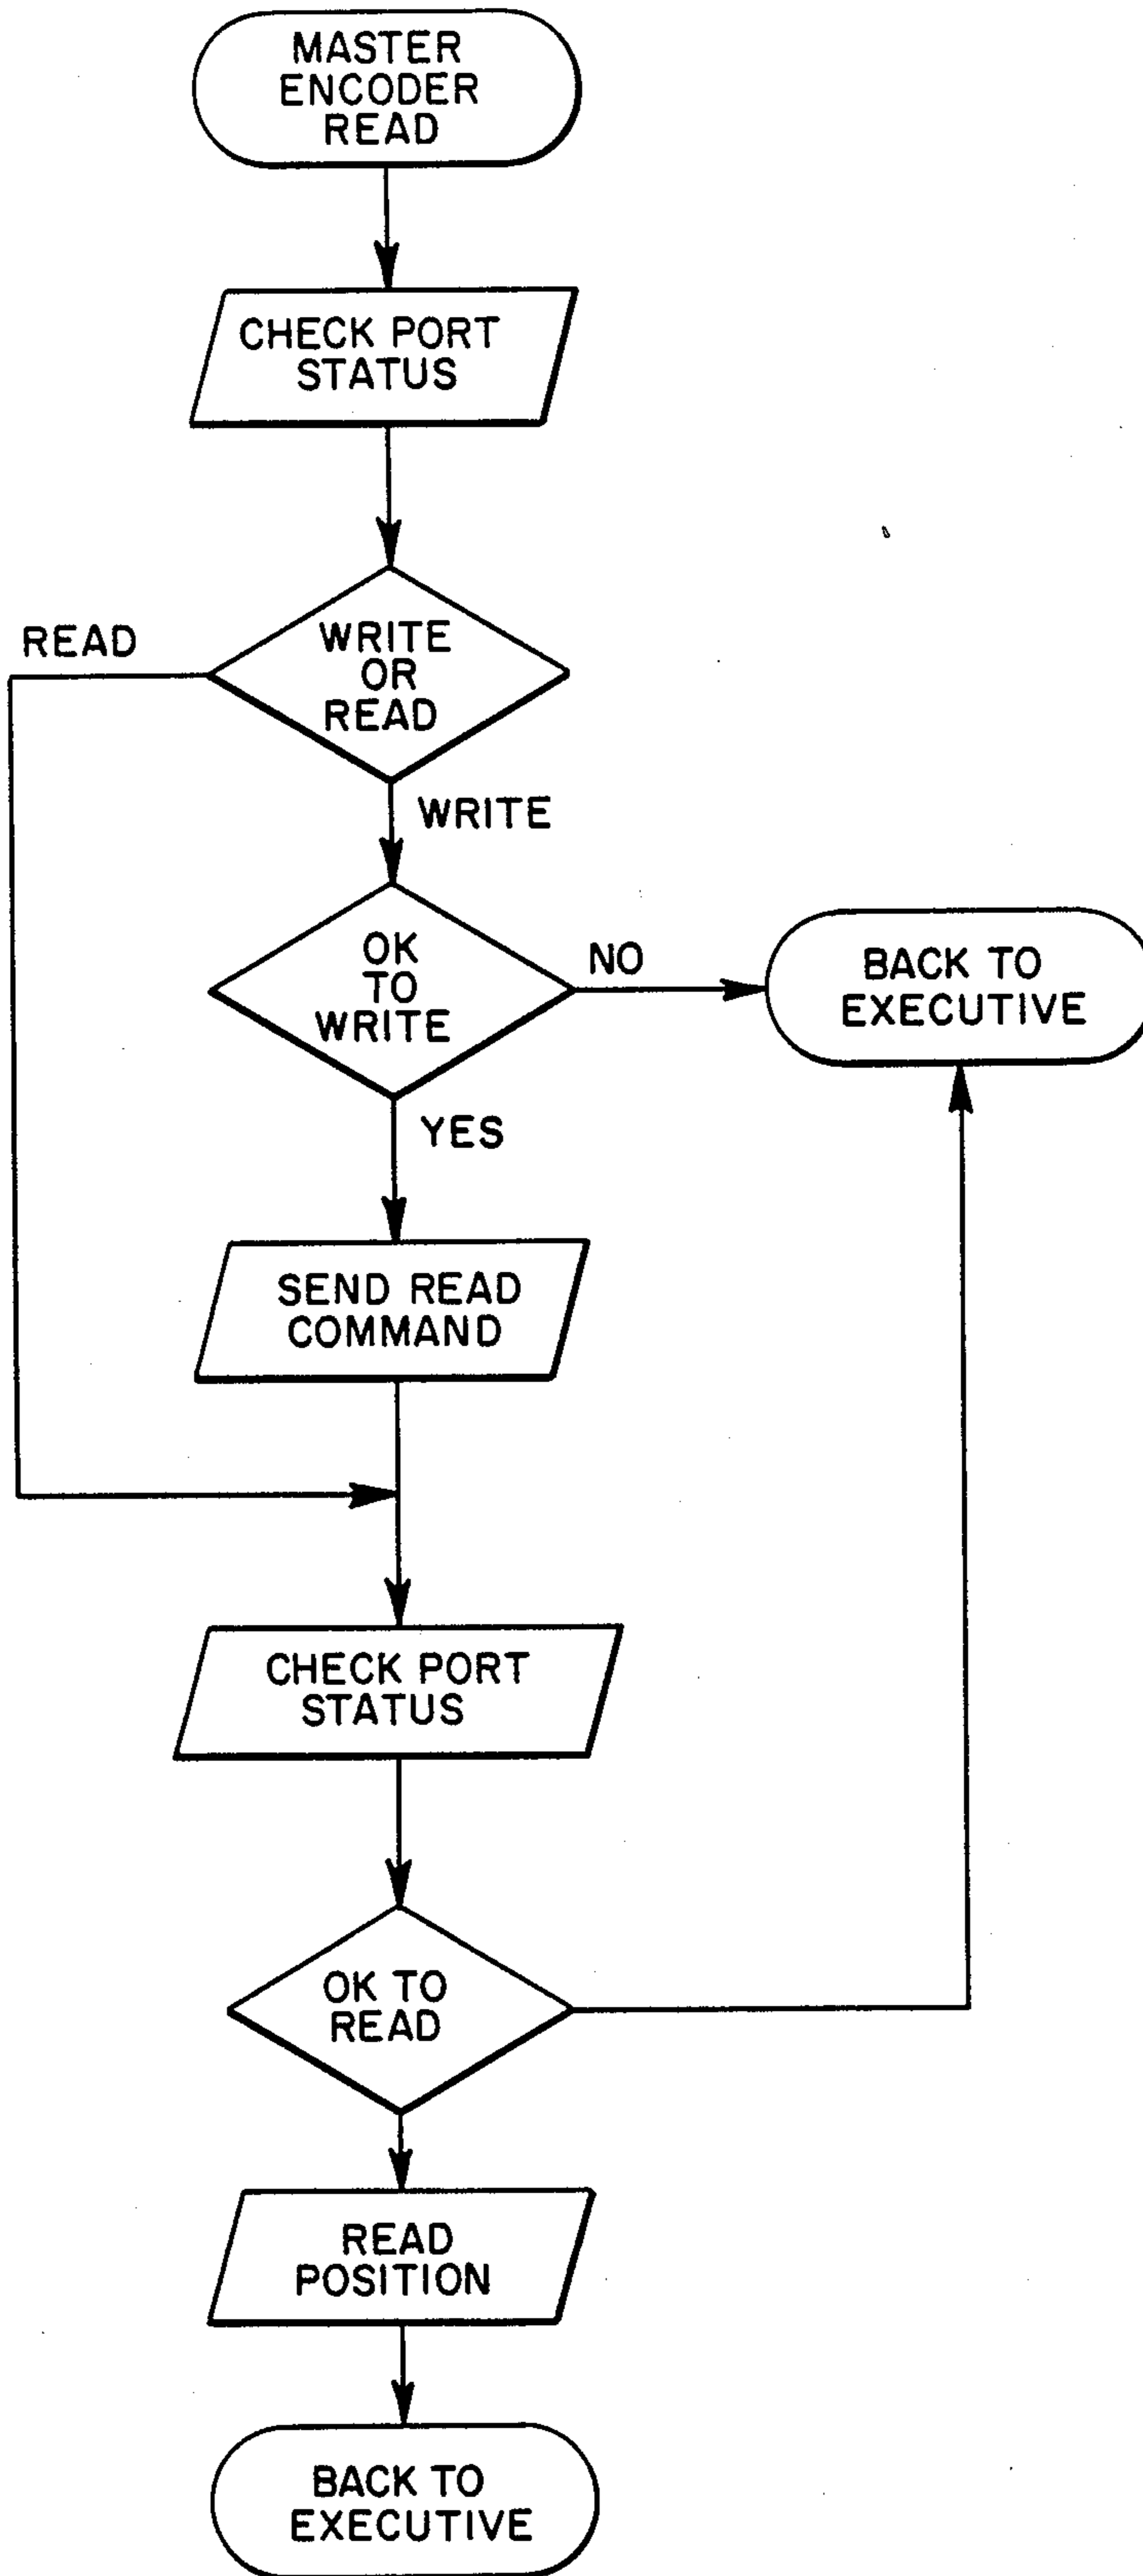 MASTER
ENCODER
READ
CHECK PORT
STATUS
READ
WRITE
OR
READ
WRITE
OK
TO
WRITE
NO
BACK TO
EXECUTIVE
YES
SEND READ
COMMAND
CHECK PORT
STATUS
OK TO
READ
READ
POSITION
BACK TO
EXECUTIVE